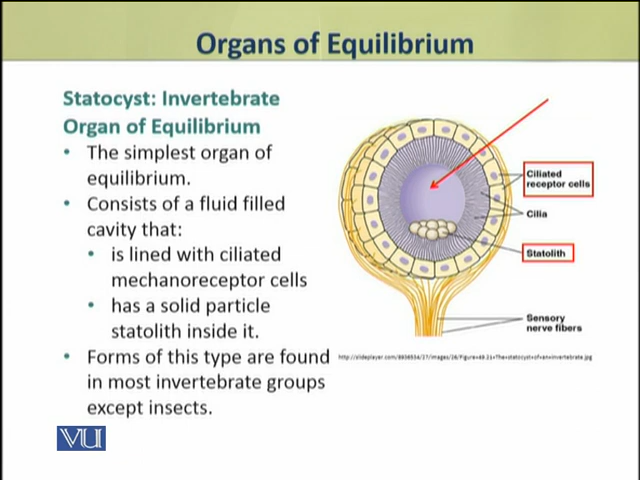 Organs of Equilibrium
Statocyst: Invertebrate
Organ of Equilibrium
• The simplest organ of
equilibrium.
• Consists of a fluid filled
cavity that:
• is lined with ciliated
mechanoreceptor cells
• has a solid particle
statolith inside it.
• Forms of this type are found
in most invertebrate groups
except insects.
Ciliated
receptor cells
Cilia
Statolith
Sensory
nerve fibers
VU